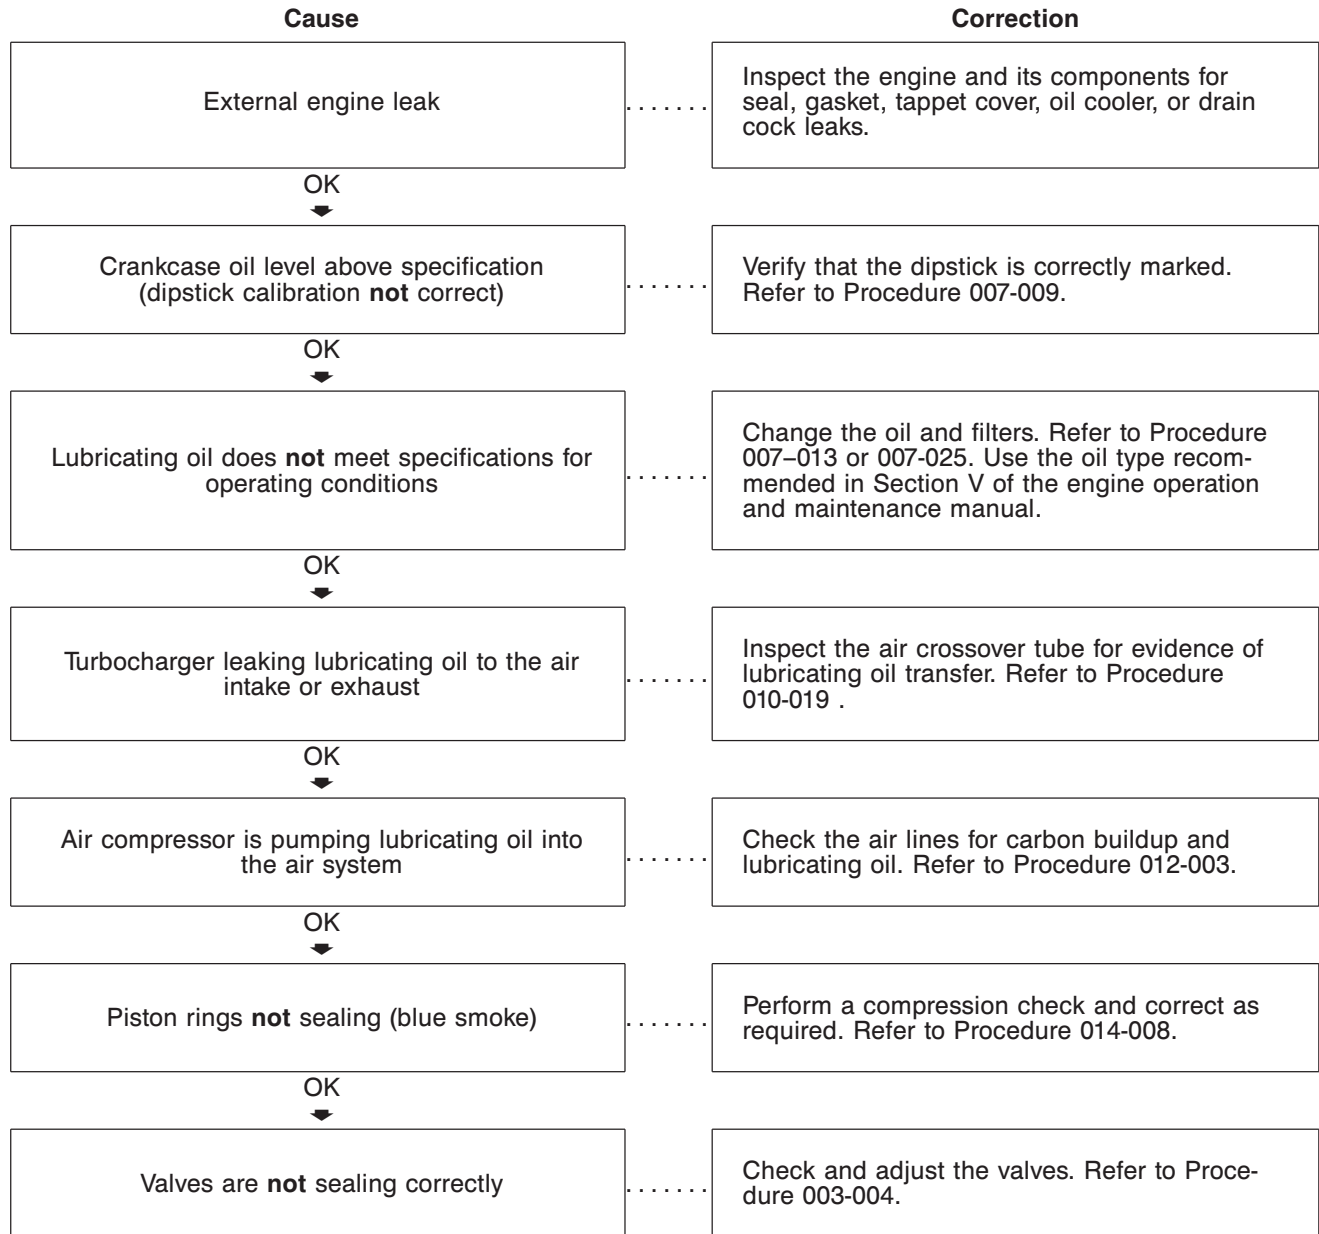 Cause
Correction
External engine leak
.......
Inspect the engine and its components for
seal, gasket, tappet cover, oil cooler, or drain
cock leaks.
OK
Crankcase oil level above specification
(dipstick calibration not correct)
.......
Verify that the dipstick is correctly marked.
Refer to Procedure 007-009.
OK
Lubricating oil does not meet specifications for
operating conditions
.......
Change the oil and filters. Refer to Procedure
007–013 or 007-025. Use the oil type recom-
mended in Section V of the engine operation
and maintenance manual.
OK
Turbocharger leaking lubricating oil to the air
intake or exhaust
.......
Inspect the air crossover tube for evidence of
lubricating oil transfer. Refer to Procedure
010-019 .
OK
Air compressor is pumping lubricating oil into
the air system
.......
Check the air lines for carbon buildup and
lubricating oil. Refer to Procedure 012-003.
OK
Piston rings not sealing (blue smoke)
.......
Perform a compression check and correct as
required. Refer to Procedure 014-008.
OK
Valves are not sealing correctly
.......
Check and adjust the valves. Refer to Proce-
dure 003-004.